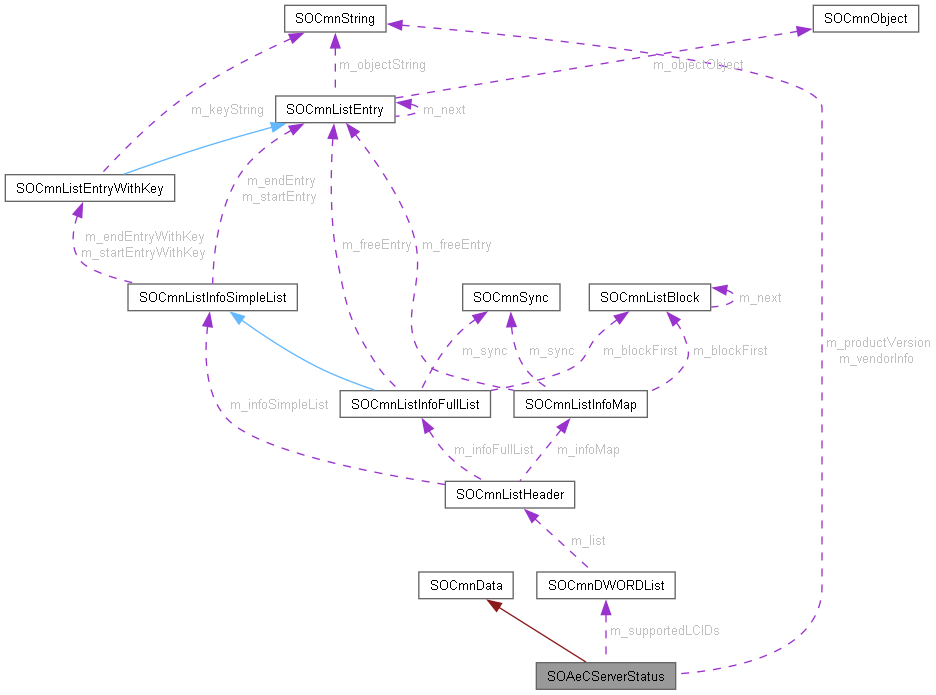 SOCmnString
SOCmnObject
m_objectString
m_objectObject
SOCmnListEntry
m_next
m_keyString
SOCmnListEntryWithKey
m_endEntry
m_startEntry
m_endEntryWithKey
m_startEntryWithKey
m_freeEntry
m_freeEntry
SOCmnListInfoSimpleList
SOCmnSync
SOCmnListBlock
m_next
m_productVersion
m_vendorInfo
m_sync
m_sync
m_blockFirst
m_blockFirst
m_infoSimpleList
SOCmnListInfoFullList
SOCmnListInfoMap
m_infoFullList
m_infoMap
SOCmnListHeader
m_list
SOCmnData
SOCmnDWORDList
m_supportedLCIDs
SOAeCServerStatus